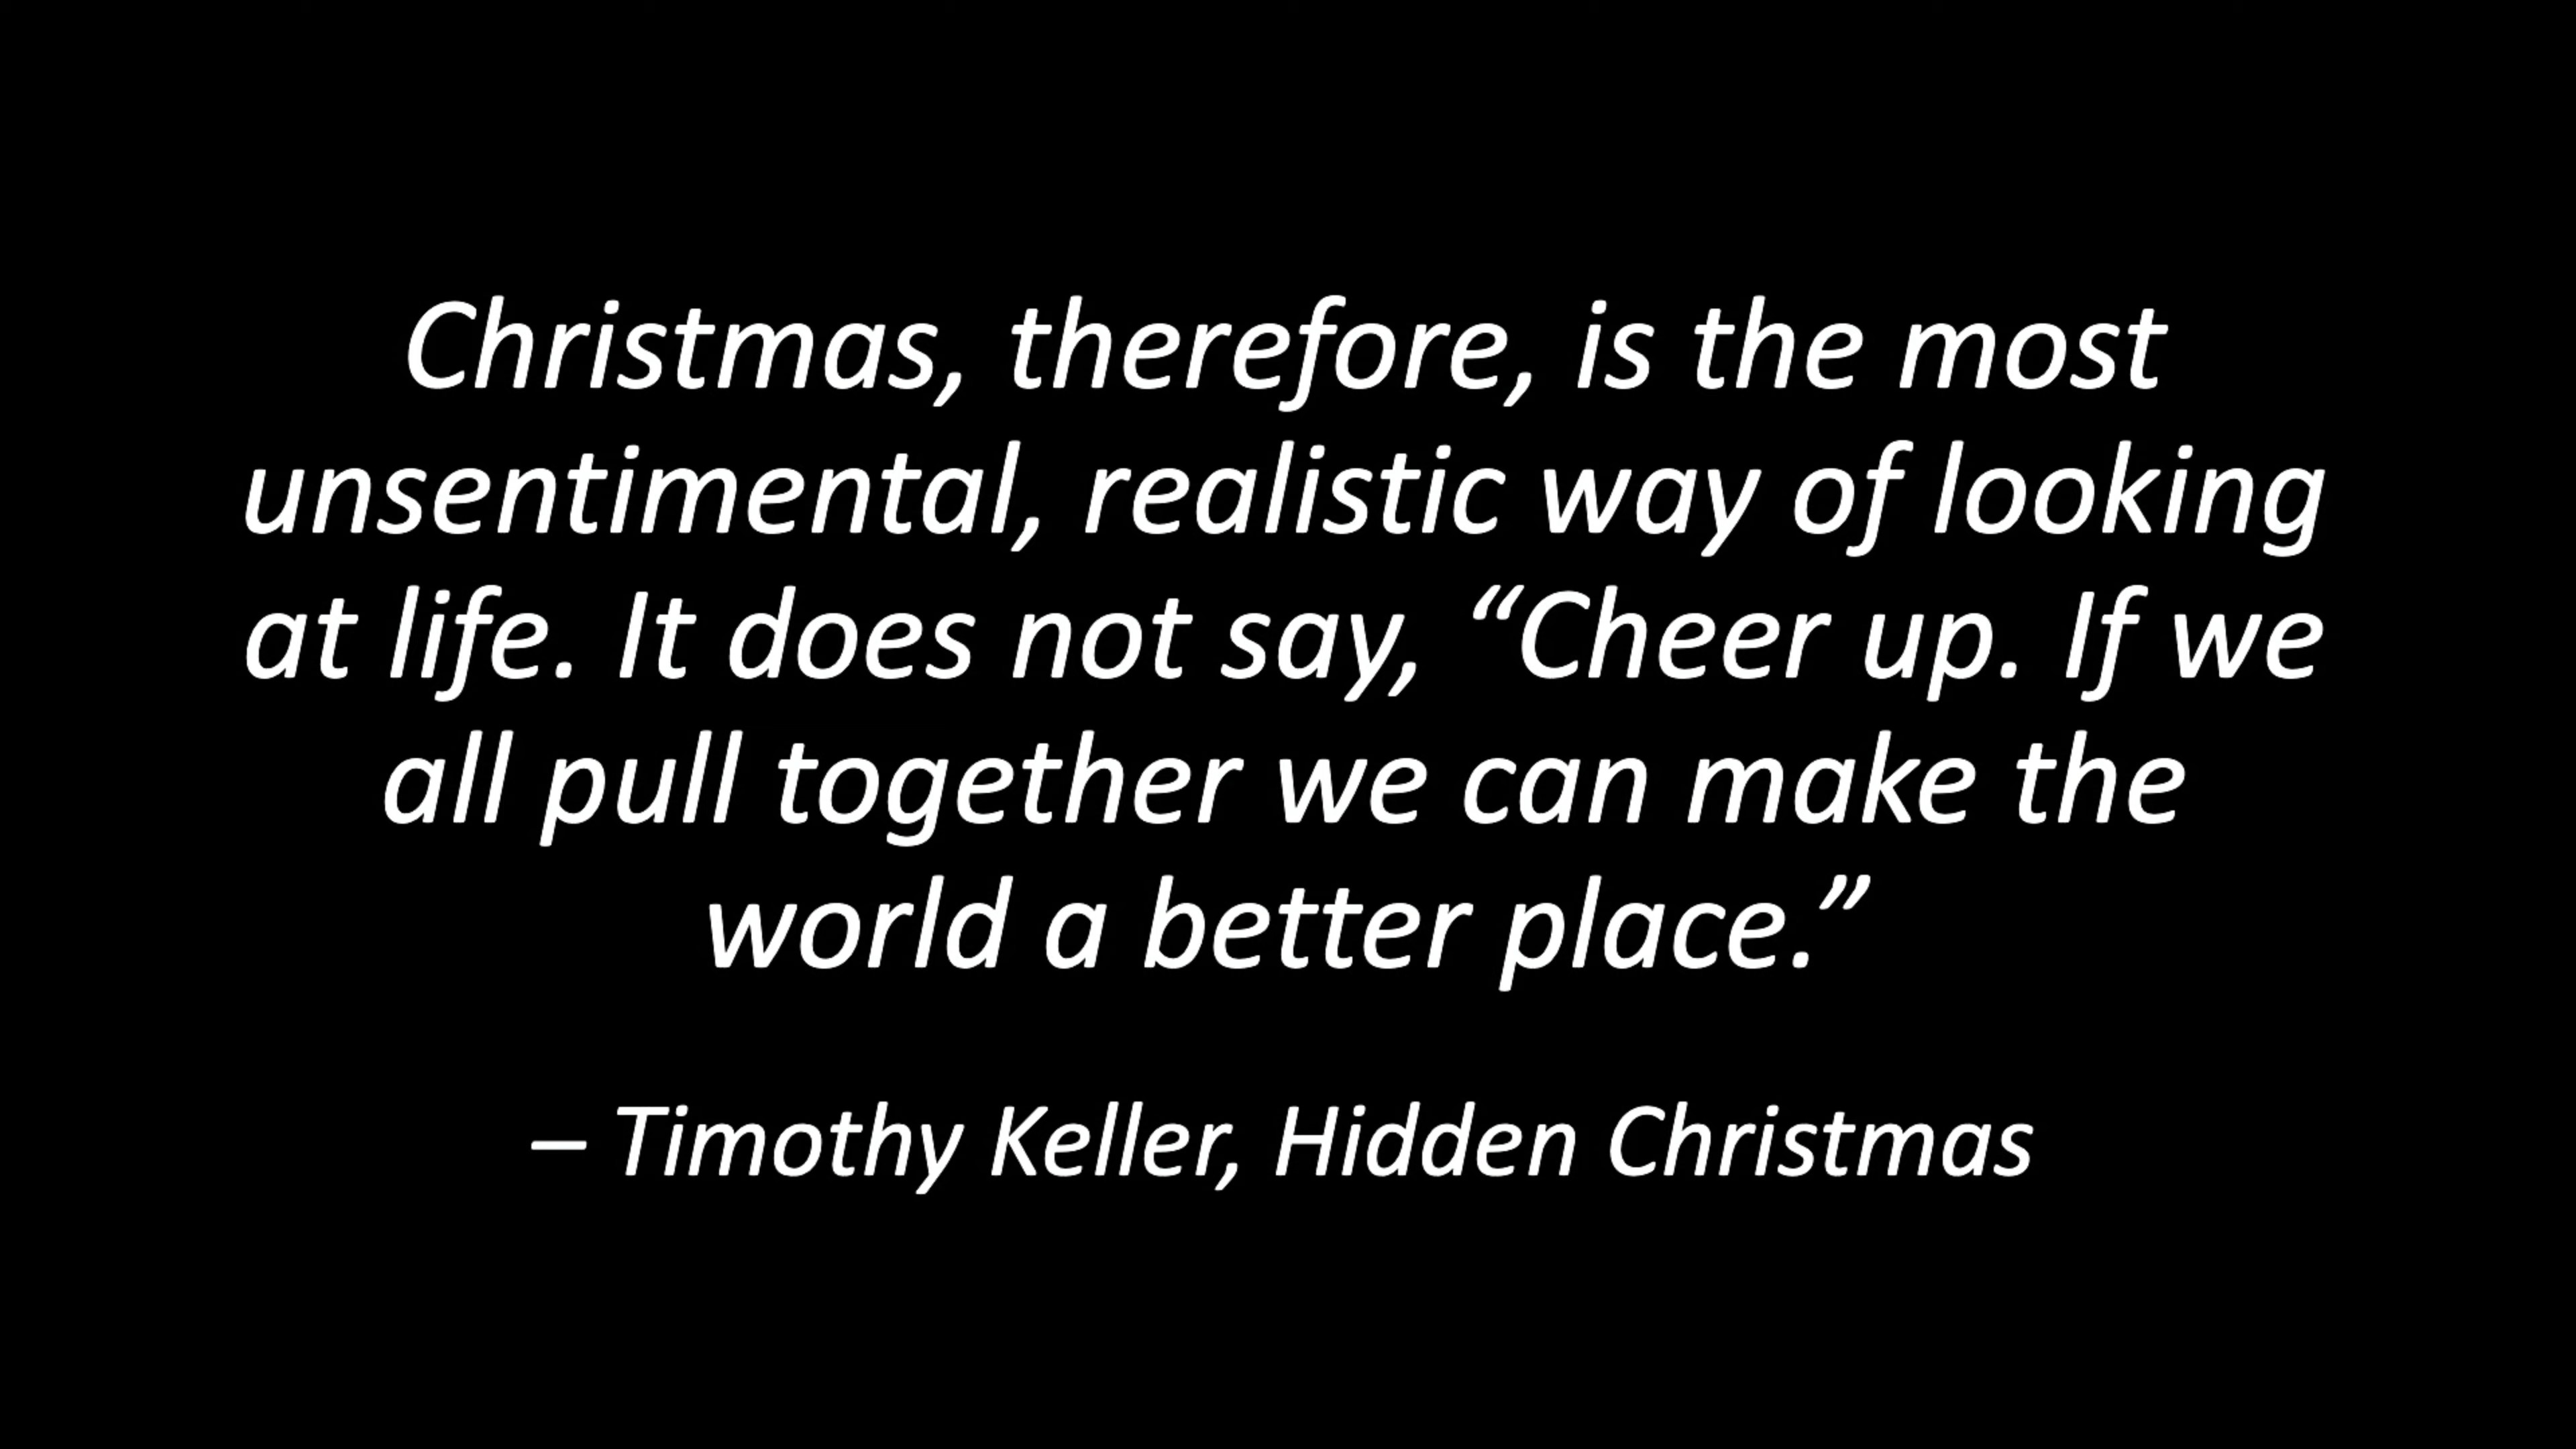 Christmas, therefore, is the most
unsentimental, realistic way of looking
at life. It does not say, “Cheer up. If we
all pull together we can make the
world a better place.”
– Timothy Keller, Hidden Christmas